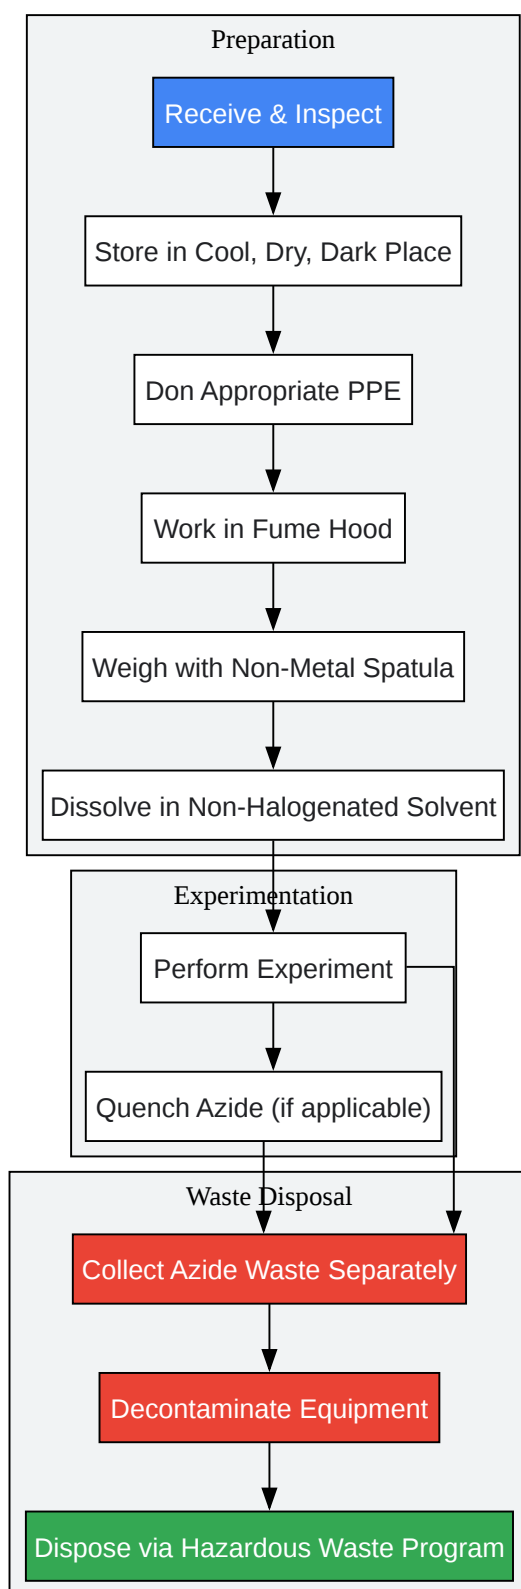 Preparation
Receive & Inspect
Store in Cool, Dry, Dark Place
Don Appropriate PPE
Work in Fume Hood
Weigh with Non-Metal Spatula
Dissolve in Non-Halogenated Solvent
Experimentation
Perform Experiment
Quench Azide (if applicable)
Waste Disposal
Collect Azide Waste Separately
Decontaminate Equipment
Dispose via Hazardous Waste Program